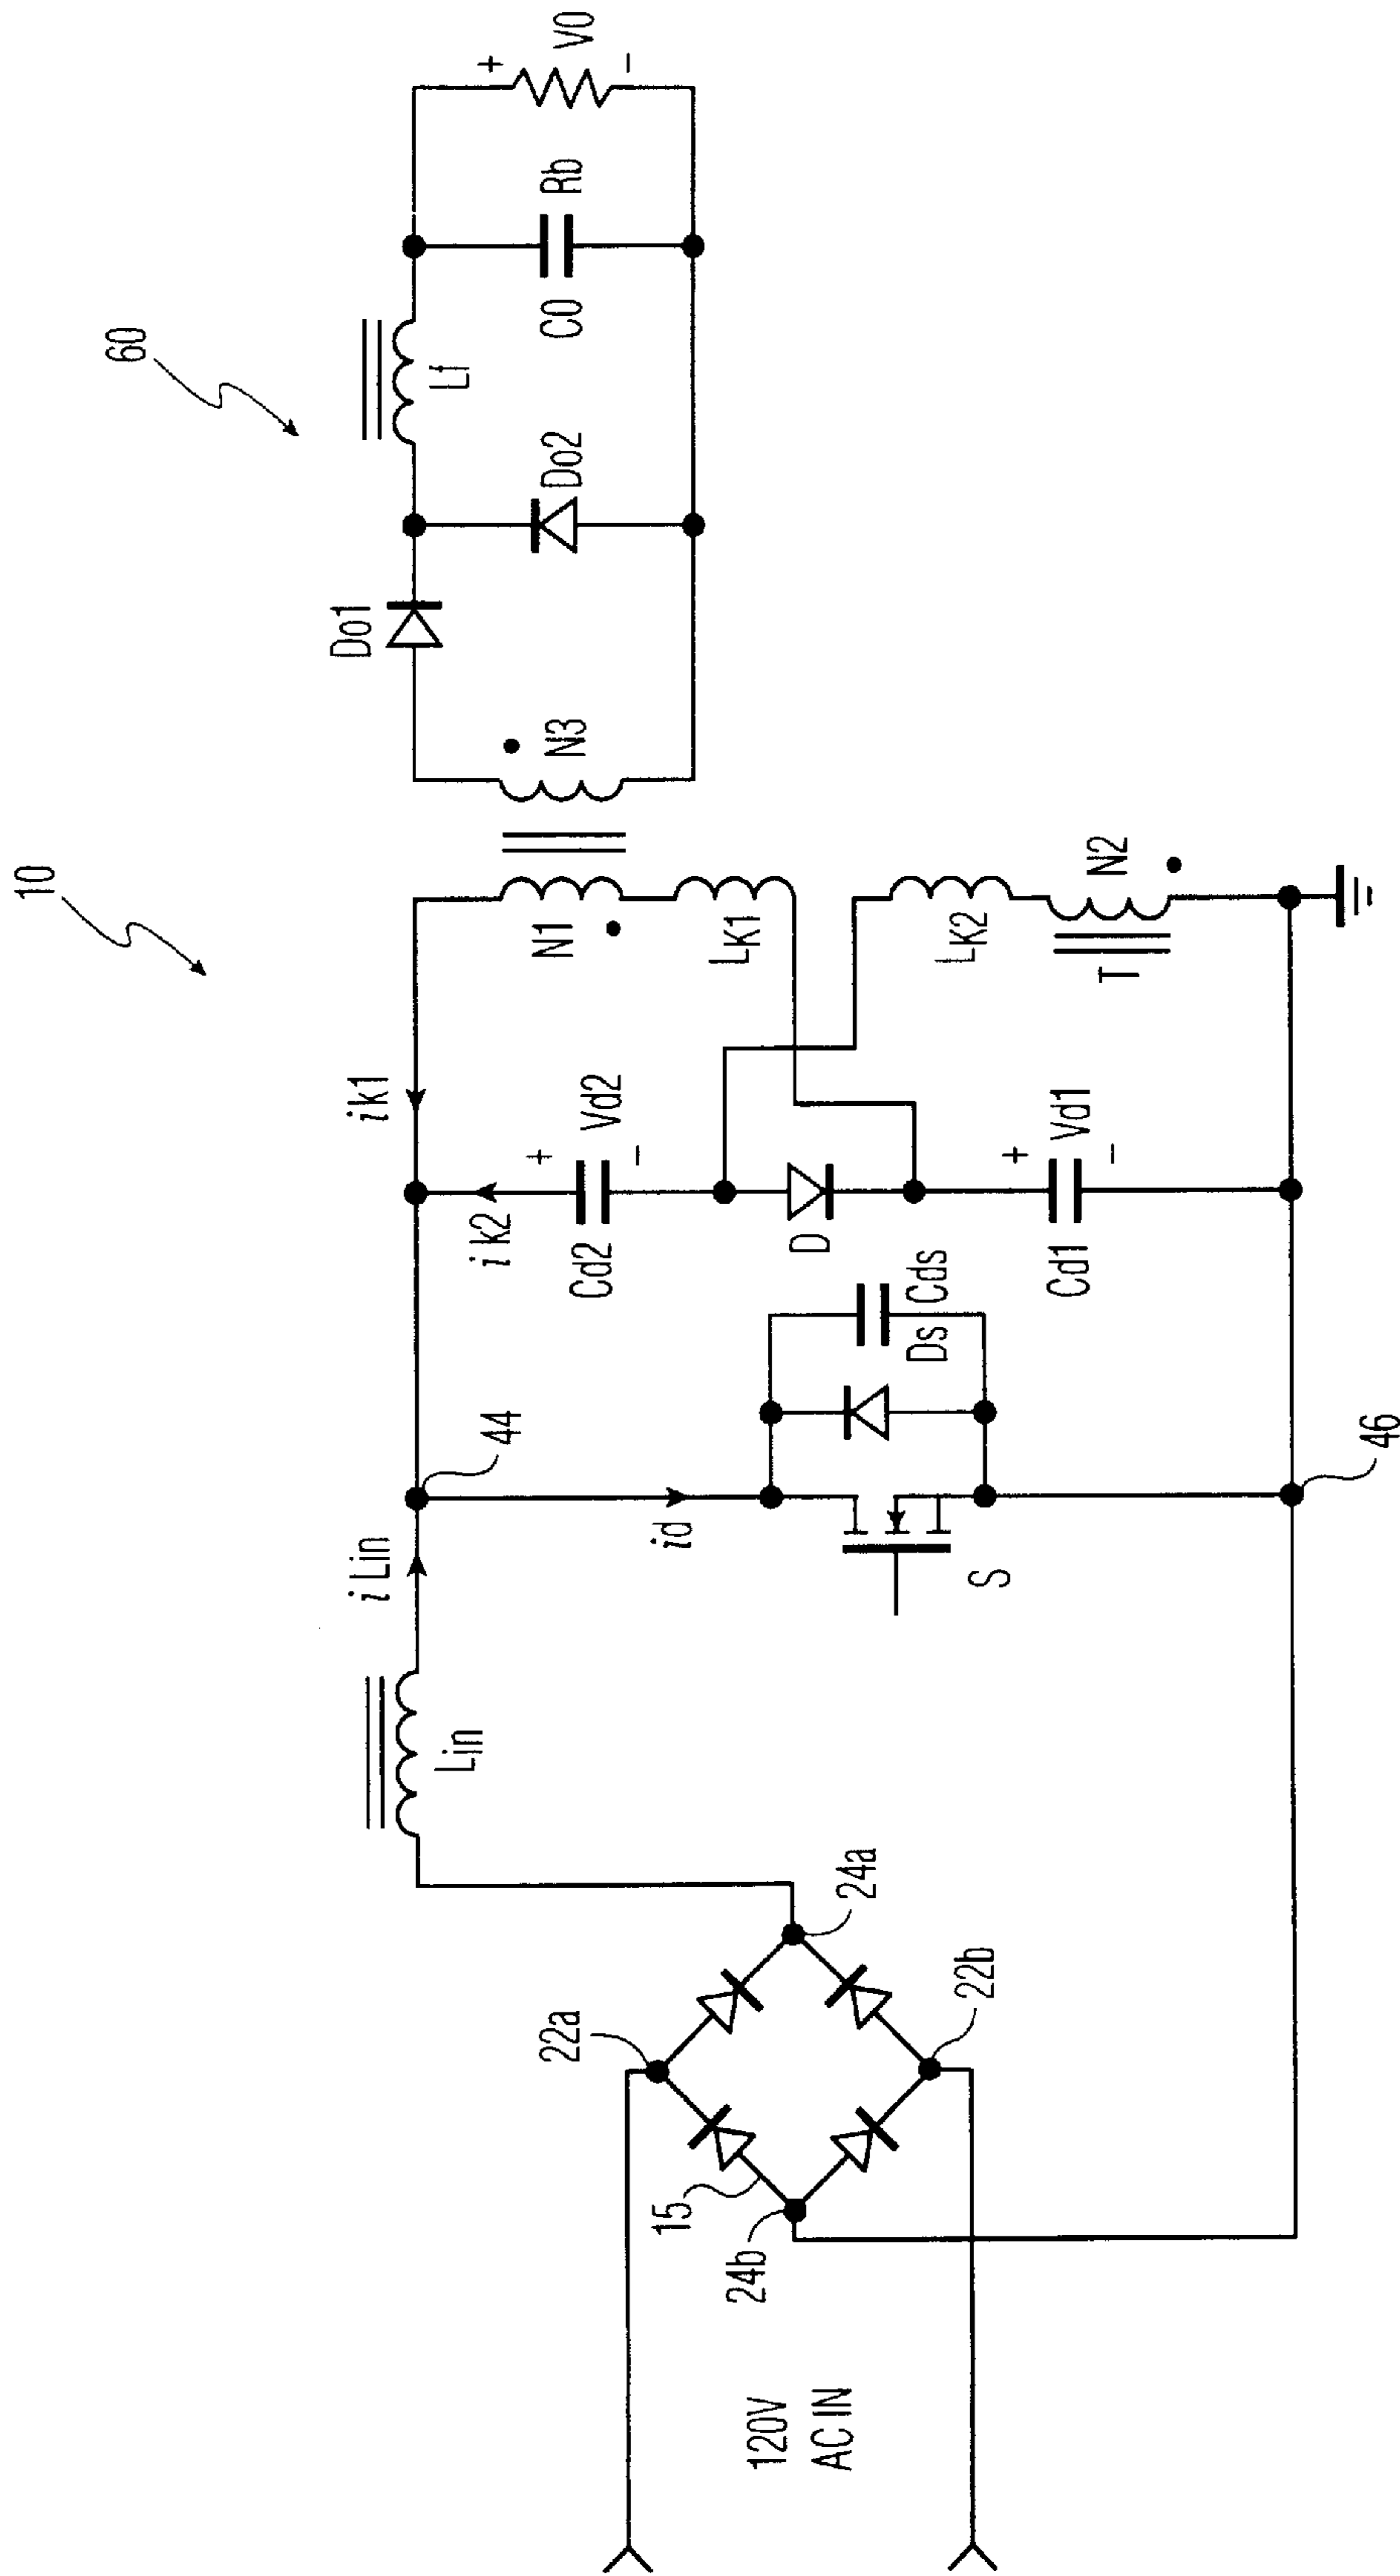 10
60
120V
AC IN
15
22a
22b
24a
24b
Lin
i Lin
44
46
id
S
Ds
Cds
ik1
ik2
Cd2
+
Vd2
−
D
Cd1
+
Vd1
−
N1
LK1
LK2
N2
T
N3
Do1
Do2
Lf
C0
Rb
+
V0
−